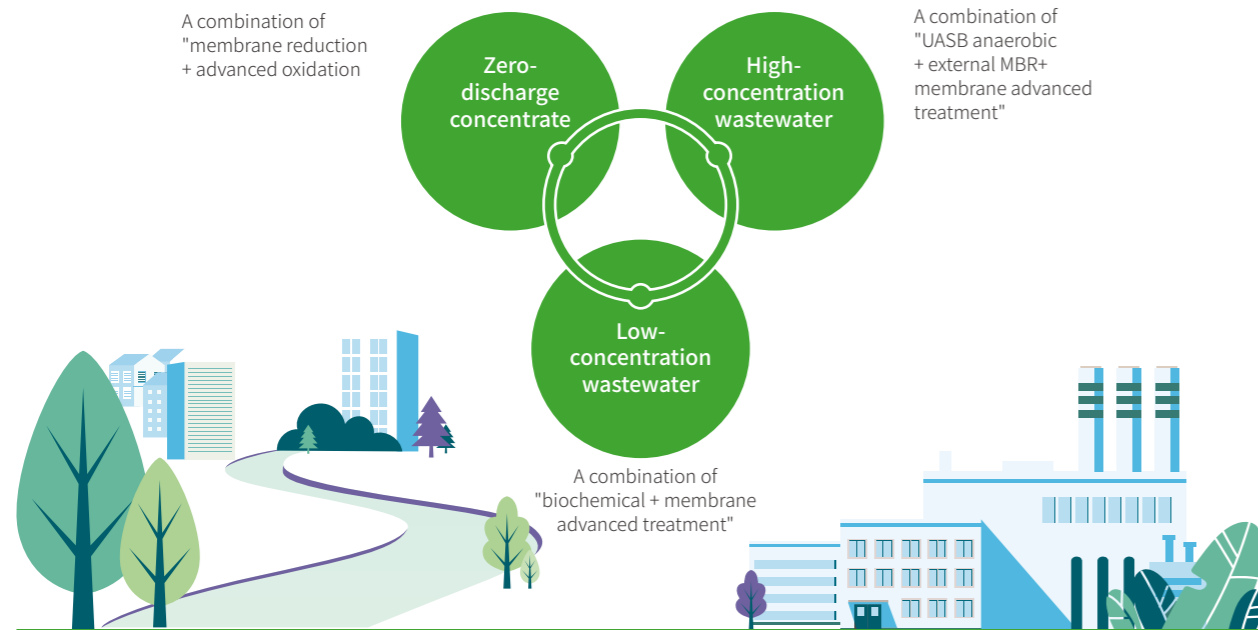 A combination of
"membrane reduction
+ advanced oxidation
Zero-
discharge
concentrate
High-
concentration
wastewater
A combination of
"UASB anaerobic
+ external MBR+
membrane advanced
treatment"
Low-
concentration
wastewater
A combination of
"biochemical + membrane
advanced treatment"